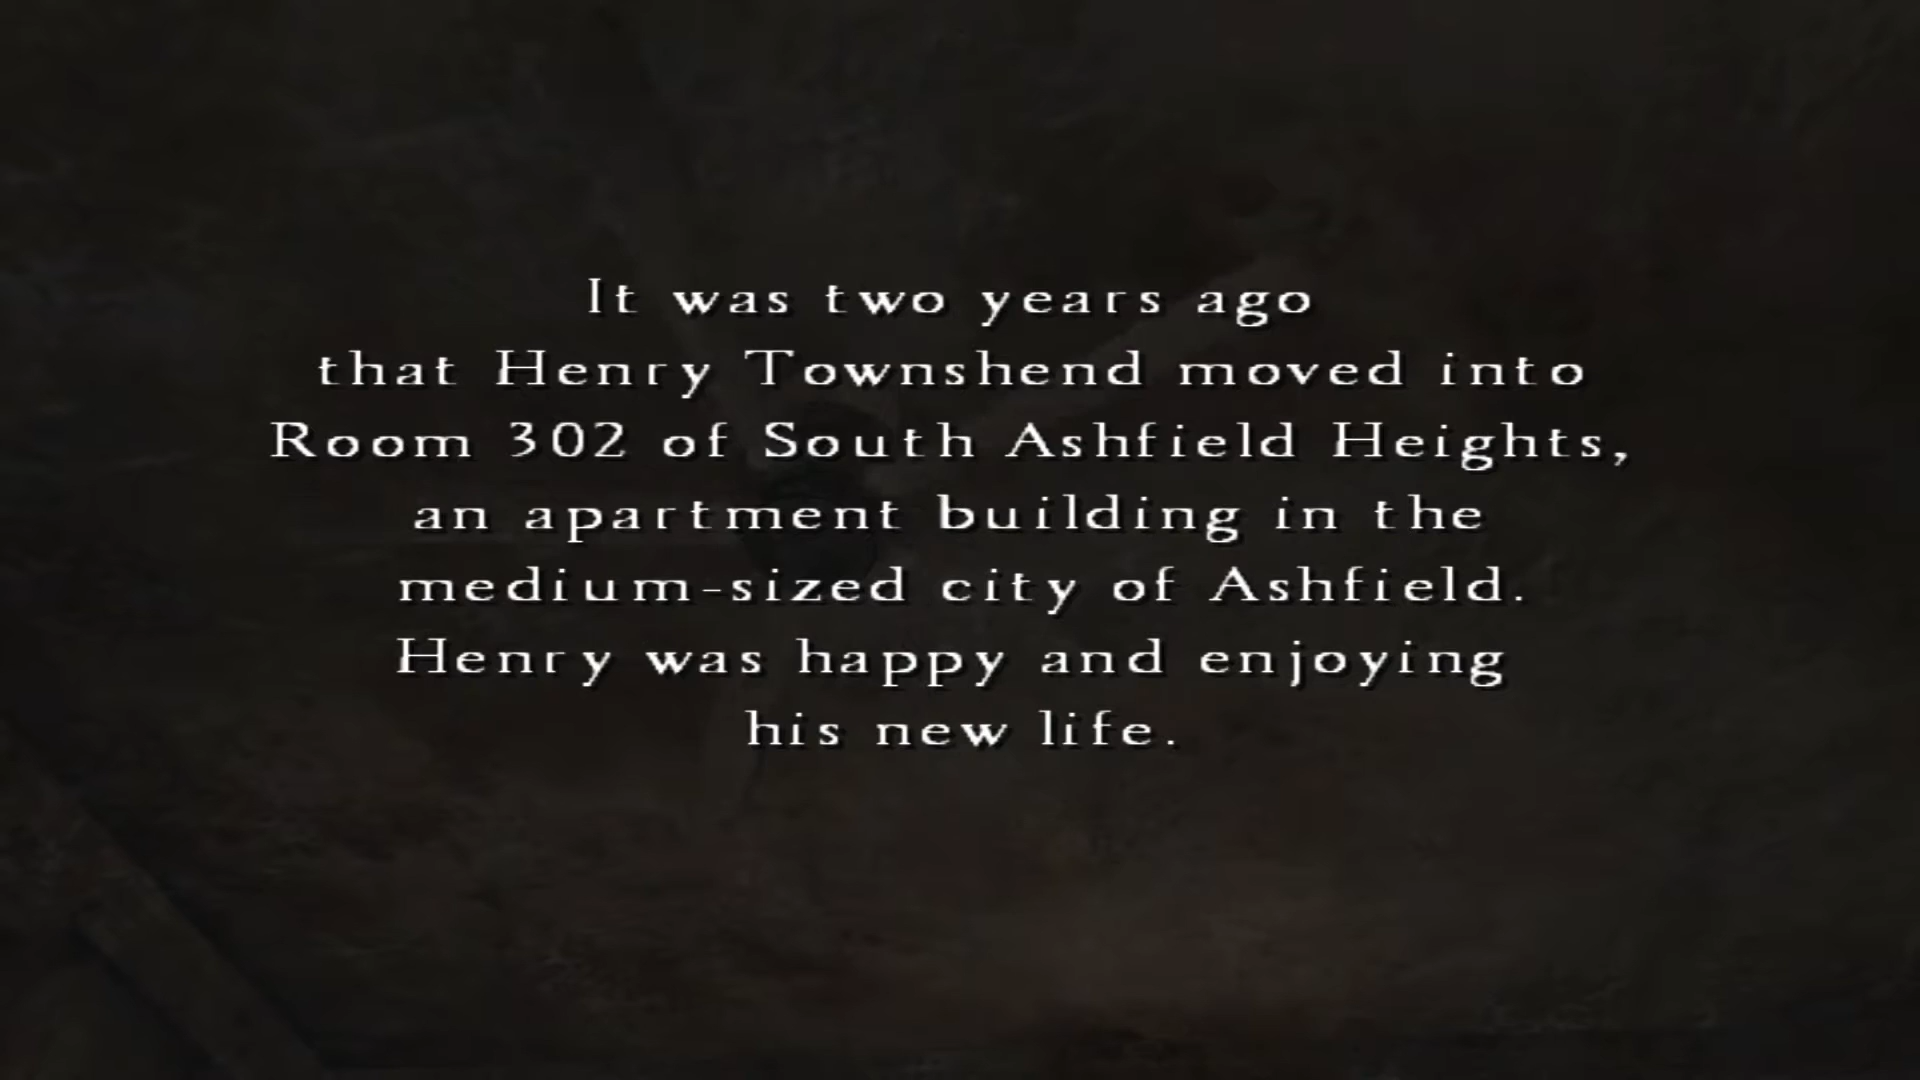 It was two years ago
that Henry Townshend moved into
Room 302 of South Ashfield Heights,
an apartment building in the
medium-sized city of Ashfield.
Henry was happy and enjoying
his new life.